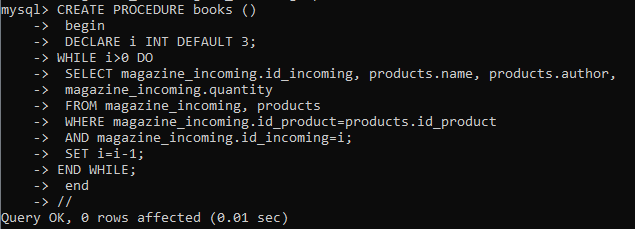 mysql> CREATE PROCEDURE books ()
-> begin
-> DECLARE i INT DEFAULT 3;
-> WHILE i>0 DO
-> SELECT magazine_incoming.id_incoming, products.name, products.author,
-> magazine_incoming.quantity
-> FROM magazine_incoming, products
-> WHERE magazine_incoming.id_product=products.id_product
-> AND magazine_incoming.id_incoming=i;
-> SET i=i-1;
-> END WHILE;
-> end
-> //
Query OK, 0 rows affected (0.01 sec)